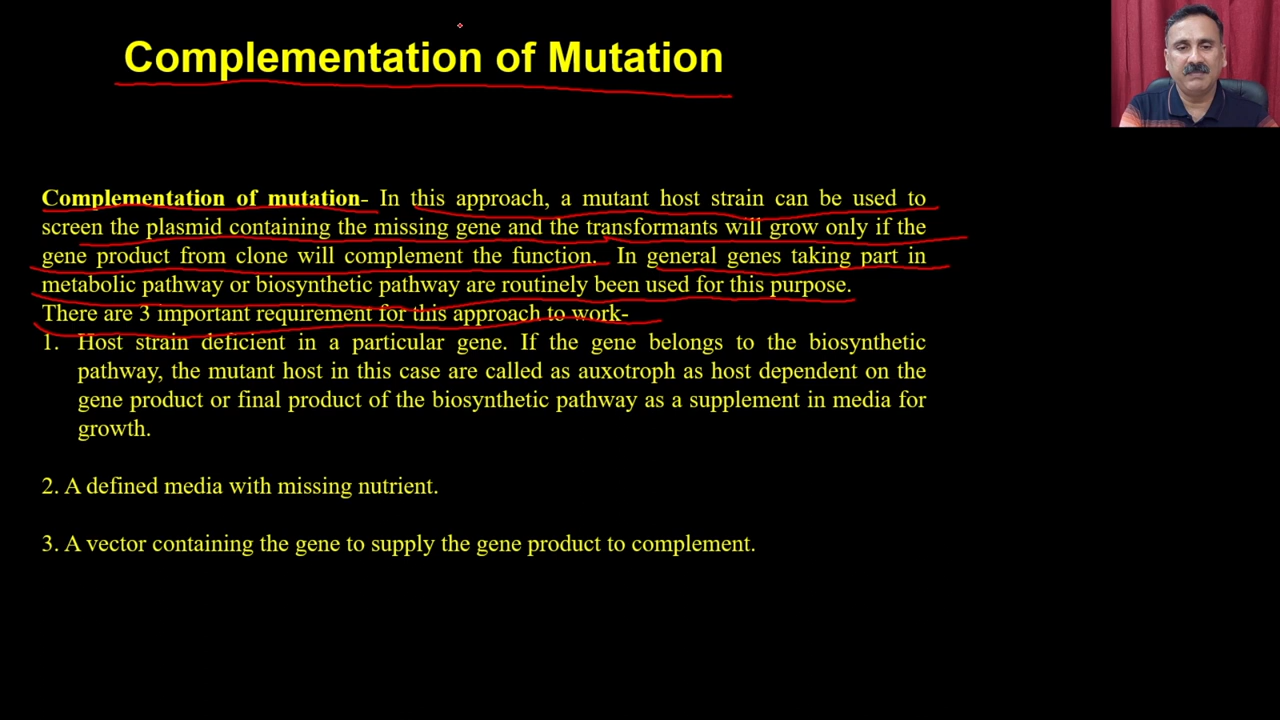 Complementation of Mutation
Complementation of mutation- In this approach, a mutant host strain can be used to
screen the plasmid containing the missing gene and the transformants will grow only if the
gene product from clone will complement the function. In general genes taking part in
metabolic pathway or biosynthetic pathway are routinely been used for this purpose.
There are 3 important requirement for this approach to work-
1. Host strain deficient in a particular gene. If the gene belongs to the biosynthetic
pathway, the mutant host in this case are called as auxotroph as host dependent on the
gene product or final product of the biosynthetic pathway as a supplement in media for
growth.
2. A defined media with missing nutrient.
3. A vector containing the gene to supply the gene product to complement.